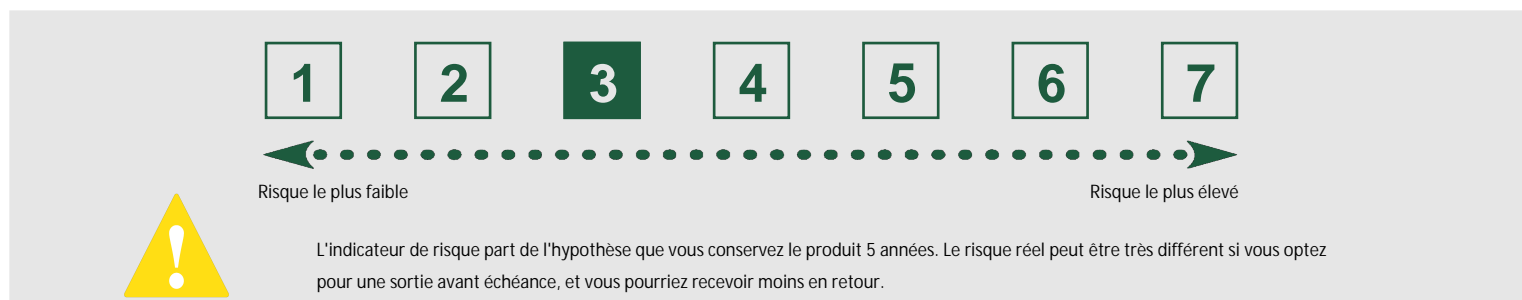 1 2 3 4 5 6 7
Risque le plus faible Risque le plus élevé
L'indicateur de risque part de l'hypothèse que vous conservez le produit 5 années. Le risque réel peut être très différent si vous optez
pour une sortie avant échéance, et vous pourriez recevoir moins en retour.